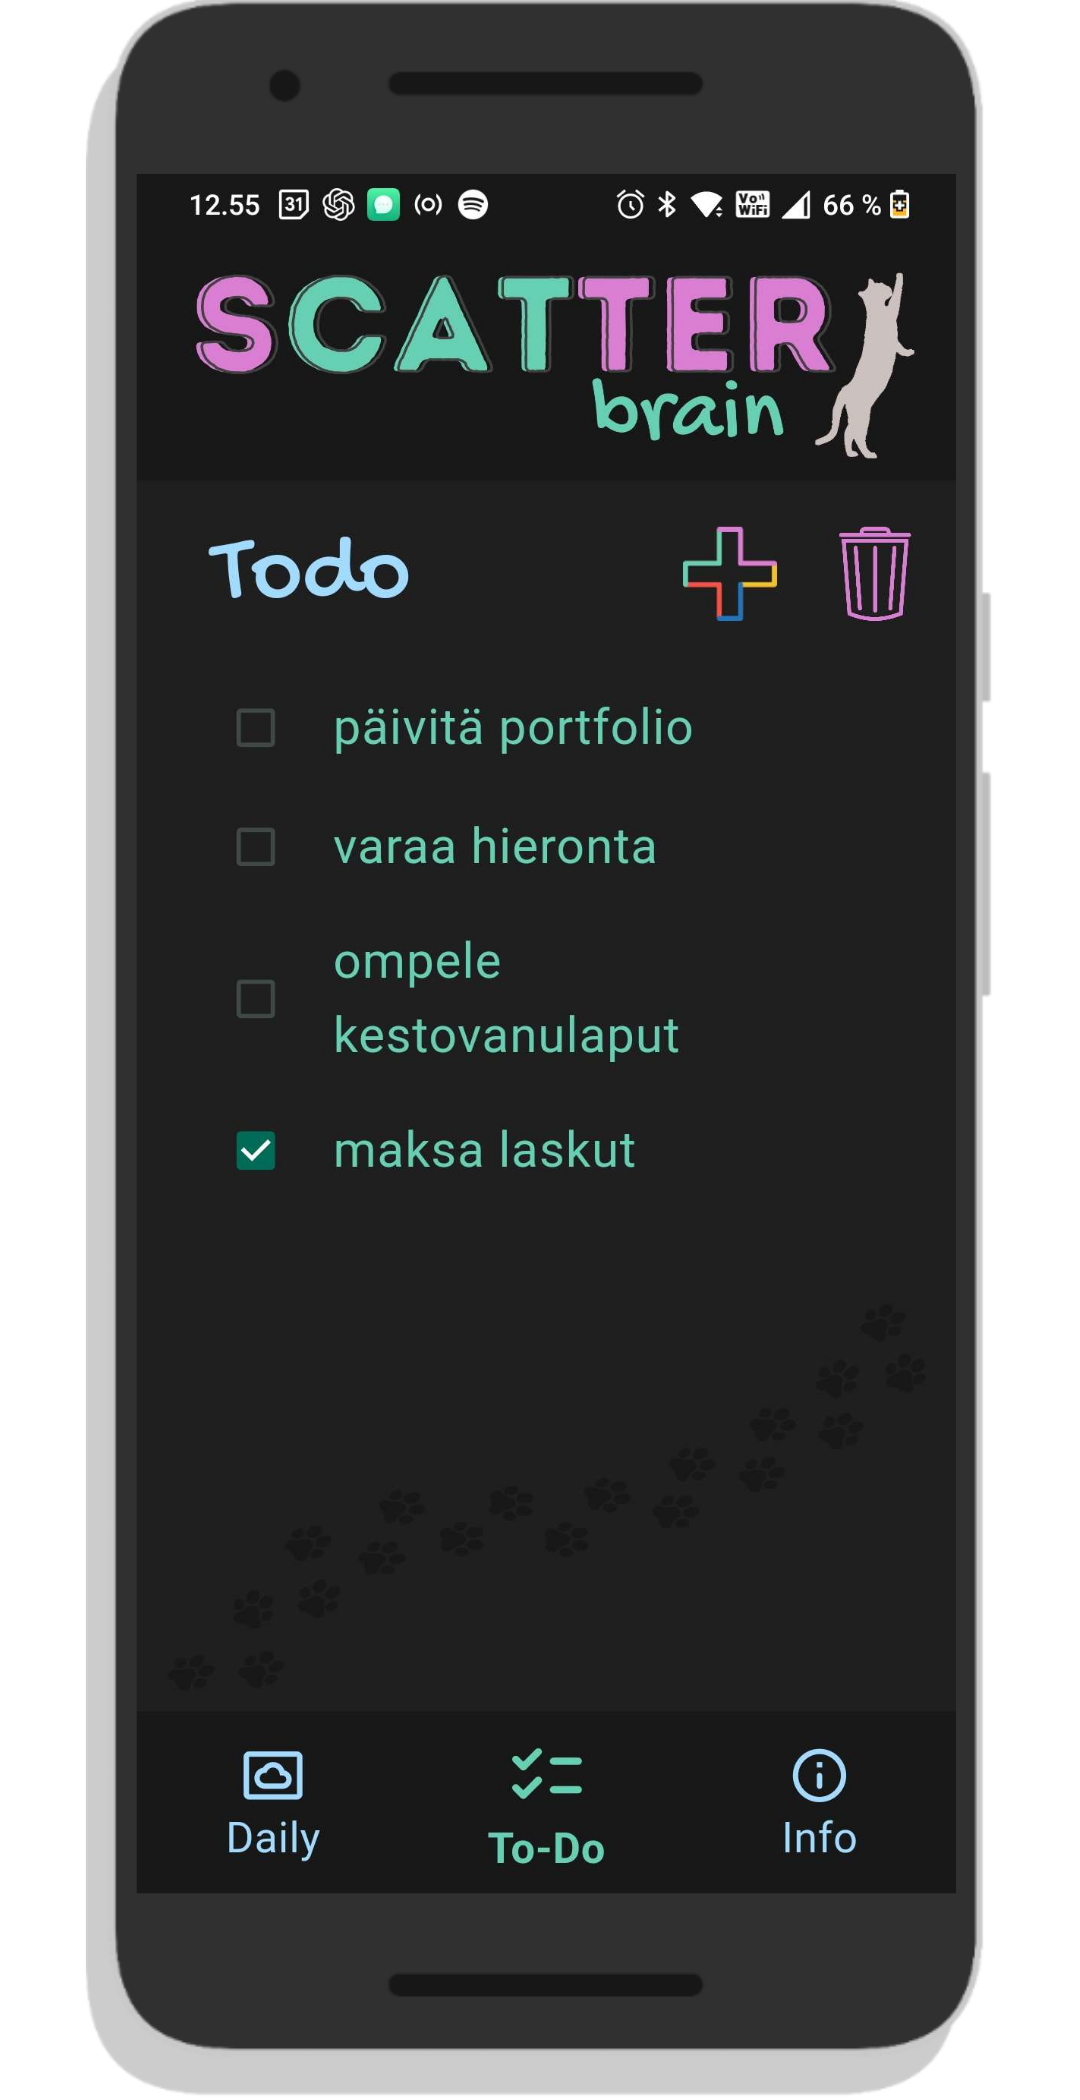 12.55 31 Vo)) WiFi 66 %
SCATTER
brain
Todo
päivitä portfolio
varaa hieronta
ompele
kestovanulaput
maksa laskut
Daily To-Do Info